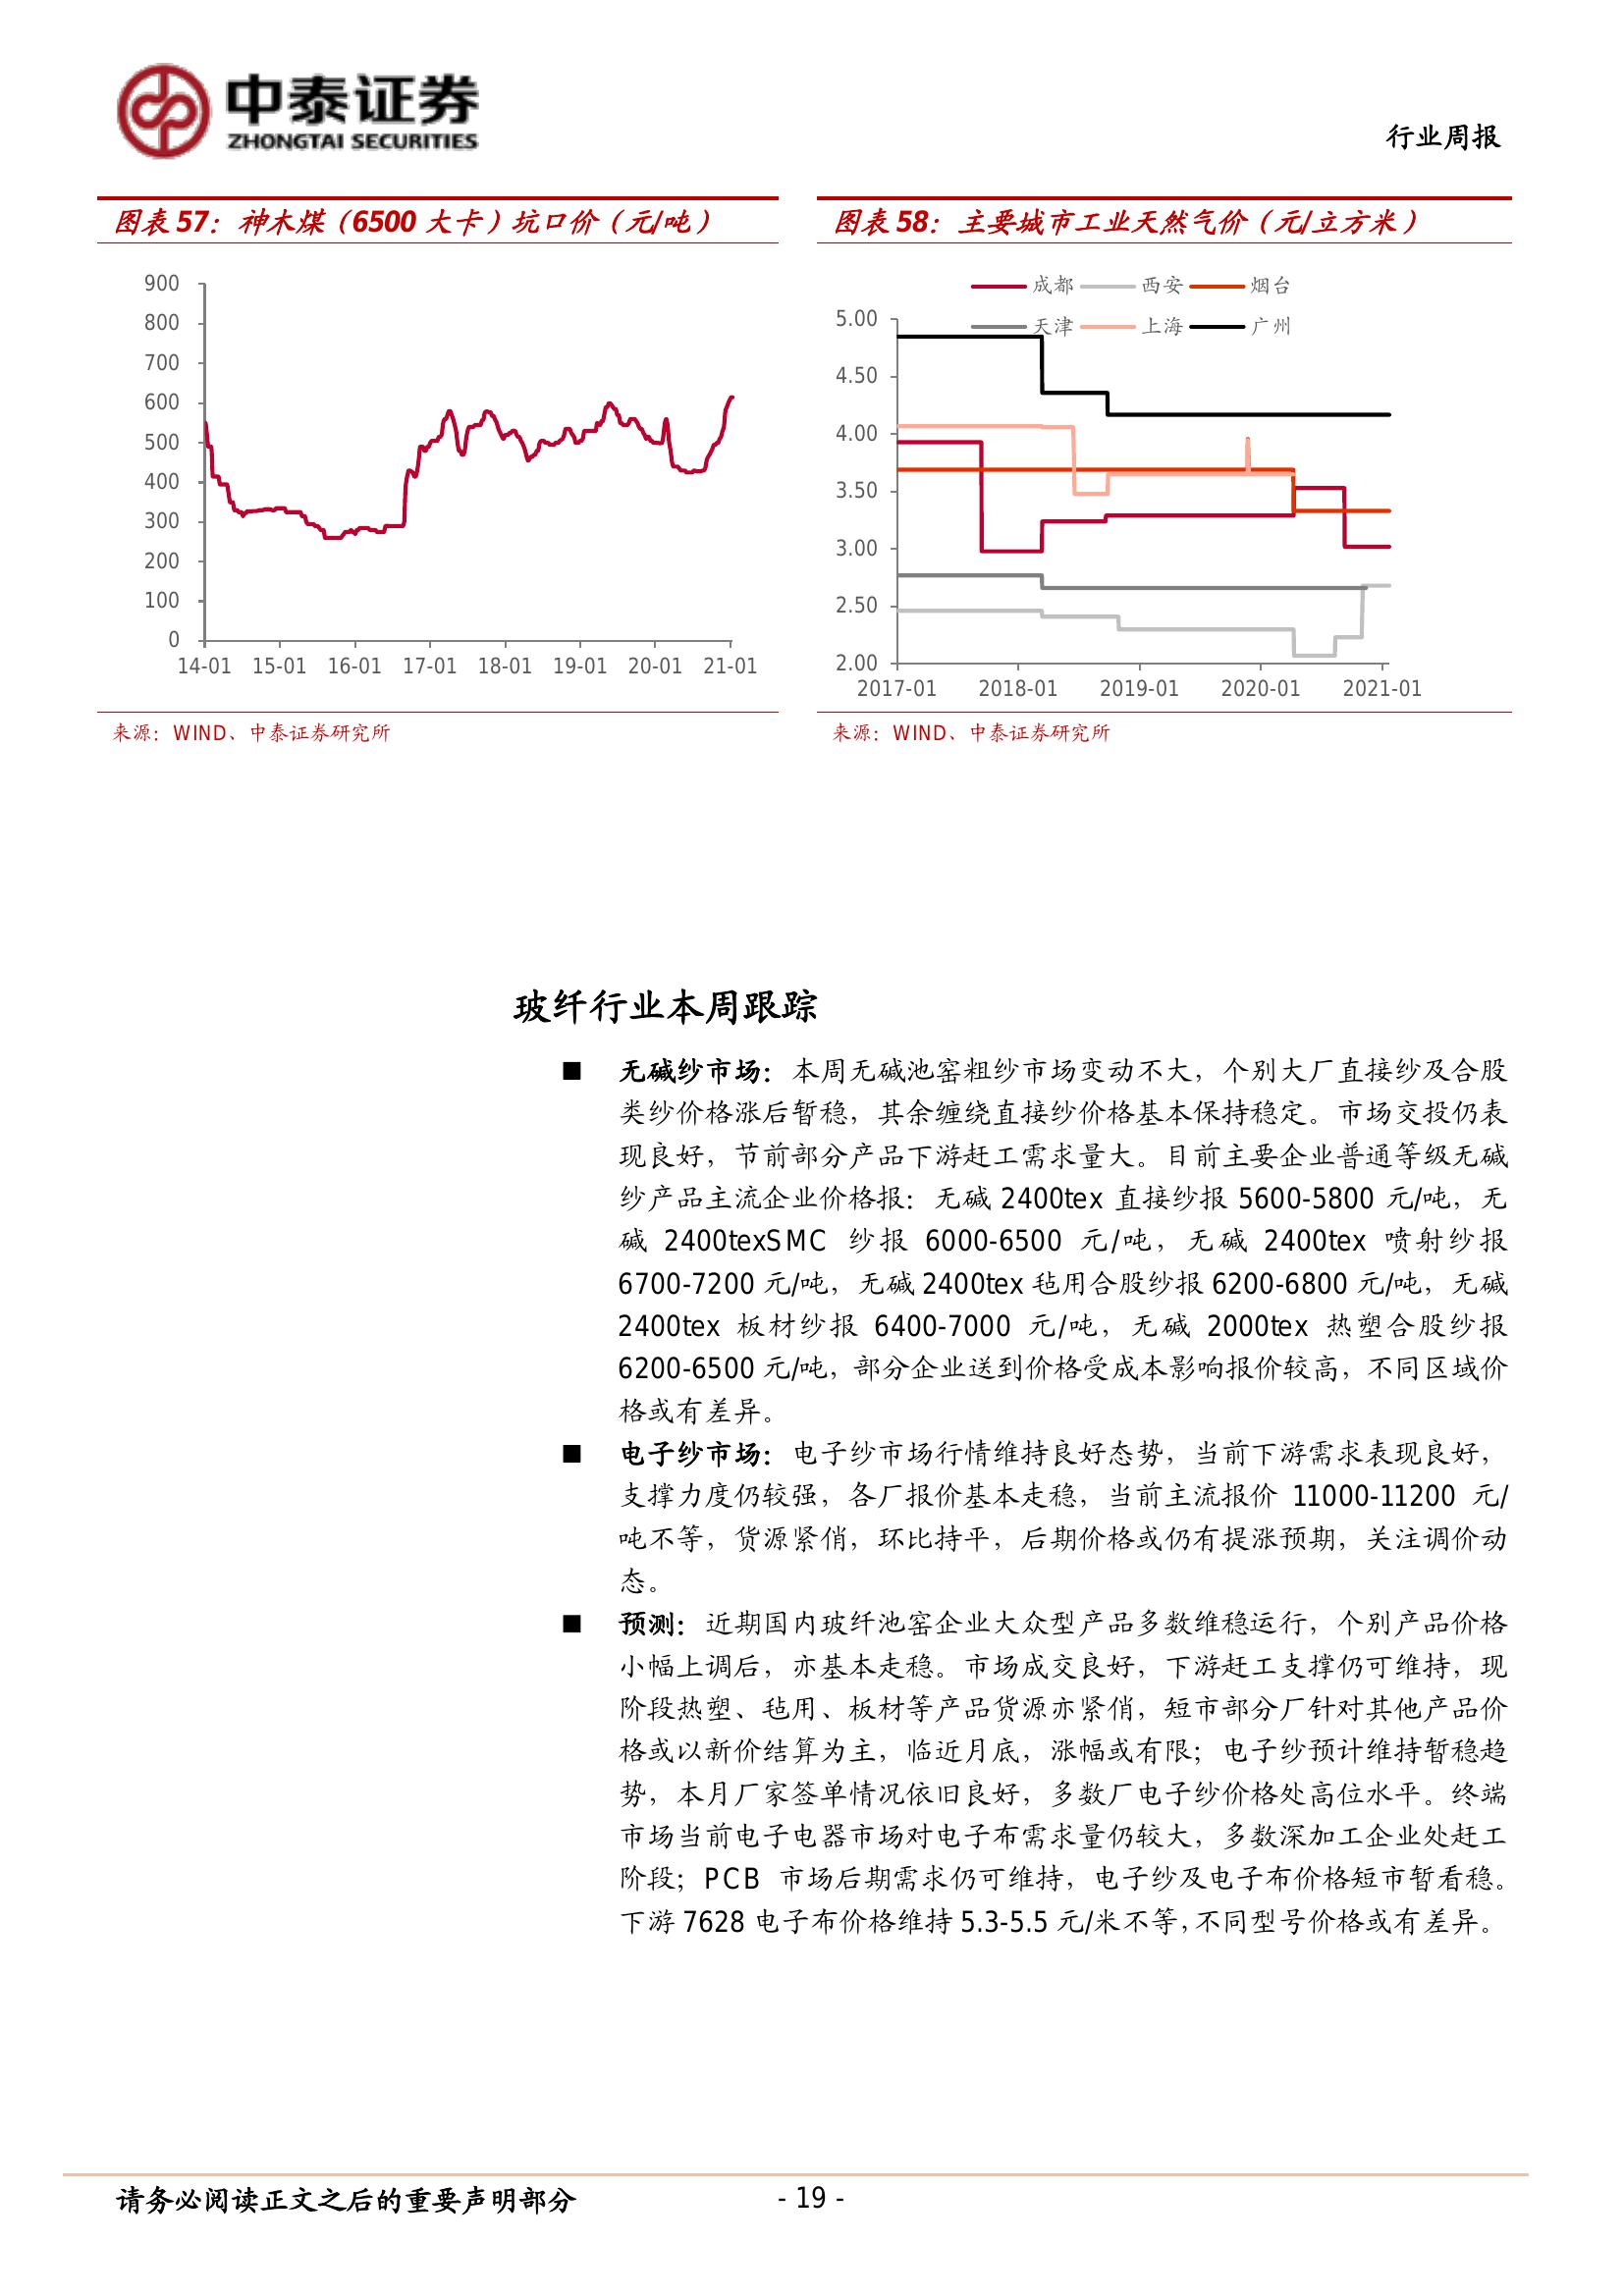 中泰证券
ZHONGTAI SECURITIES
行业周报
图表 57：神木煤（6500 大卡）坑口价（元/吨）
900
800
700
600
500
400
300
200
100
0
14-01 15-01 16-01 17-01 18-01 19-01 20-01 21-01
来源：WIND、中泰证券研究所
图表 58：主要城市工业天然气价（元/立方米）
成都 西安 烟台
天津 上海 广州
5.00
4.50
4.00
3.50
3.00
2.50
2.00
2017-01 2018-01 2019-01 2020-01 2021-01
来源：WIND、中泰证券研究所
玻纤行业本周跟踪
■ 无碱纱市场：本周无碱池窑粗纱市场变动不大，个别大厂直接纱及合股
类纱价格涨后暂稳，其余缠绕直接纱价格基本保持稳定。市场交投仍表
现良好，节前部分产品下游赶工需求量大。目前主要企业普通等级无碱
纱产品主流企业价格报：无碱 2400tex 直接纱报 5600-5800 元/吨，无
碱 2400texSMC 纱报 6000-6500 元/吨，无碱 2400tex 喷射纱报
6700-7200 元/吨，无碱 2400tex 毡用合股纱报 6200-6800 元/吨，无碱
2400tex 板材纱报 6400-7000 元/吨，无碱 2000tex 热塑合股纱报
6200-6500 元/吨，部分企业送到价格受成本影响报价较高，不同区域价
格或有差异。
■ 电子纱市场：电子纱市场行情维持良好态势，当前下游需求表现良好，
支撑力度仍较强，各厂报价基本走稳，当前主流报价 11000-11200 元/
吨不等，货源紧俏，环比持平，后期价格或仍有提涨预期，关注调价动
态。
■ 预测：近期国内玻纤池窑企业大众型产品多数维稳运行，个别产品价格
小幅上调后，亦基本走稳。市场成交良好，下游赶工支撑仍可维持，现
阶段热塑、毡用、板材等产品货源亦紧俏，短市部分厂针对其他产品价
格或以新价结算为主，临近月底，涨幅或有限；电子纱预计维持暂稳趋
势，本月厂家签单情况依旧良好，多数厂电子纱价格处高位水平。终端
市场当前电子电器市场对电子布需求量仍较大，多数深加工企业处赶工
阶段；PCB 市场后期需求仍可维持，电子纱及电子布价格短市暂看稳。
下游 7628 电子布价格维持 5.3-5.5 元/米不等，不同型号价格或有差异。
请务必阅读正文之后的重要声明部分
- 19 -